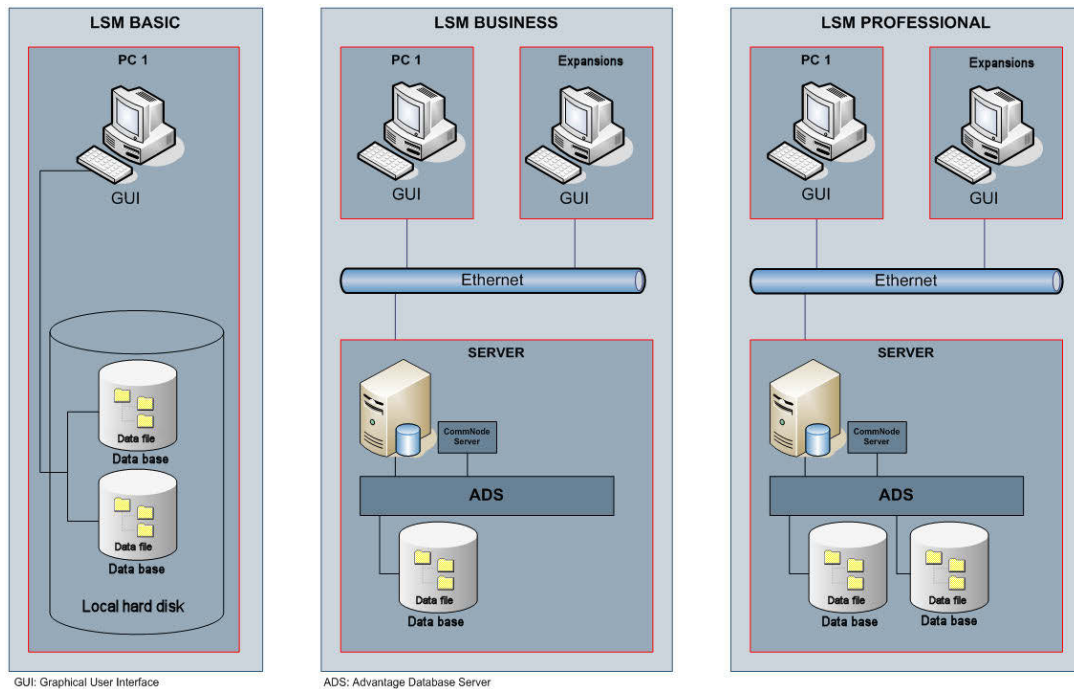 LSM BASIC
PC 1
GUI
Data file
Data base
Data file
Data base
Local hard disk
GUI: Graphical User Interface
LSM BUSINESS
PC 1
GUI
Expansions
GUI
Ethernet
SERVER
CommNode
Server
ADS
Data file
Data base
ADS: Advantage Database Server
LSM PROFESSIONAL
PC 1
GUI
Expansions
GUI
Ethernet
SERVER
CommNode
Server
ADS
Data file
Data base
Data file
Data base